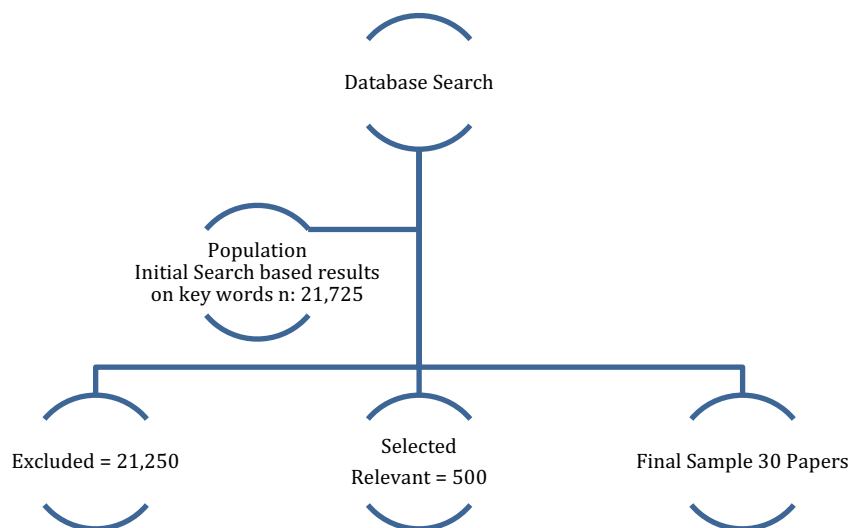 Database Search
Population
Initial Search based results
on key words n: 21,725
Excluded = 21,250
Selected
Relevant = 500
Final Sample 30 Papers